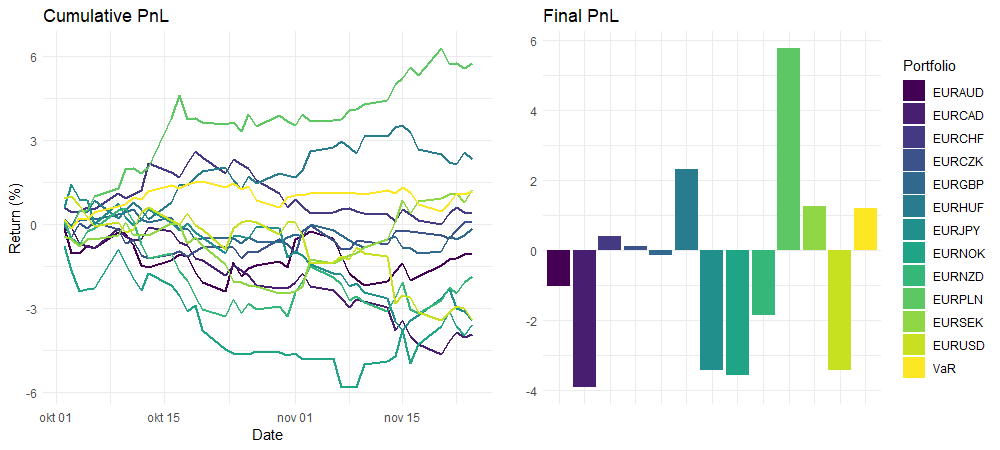 Cumulative PnL
Return (%)
6
3
0
-3
-6
okt 01
okt 15
nov 01
nov 15
Date
Final PnL
6
4
2
0
-2
-4
Portfolio
EURAUD
EURCAD
EURCHF
EURCZK
EURGBP
EURHUF
EURJPY
EURNOK
EURNZD
EURPLN
EURSEK
EURUSD
VaR